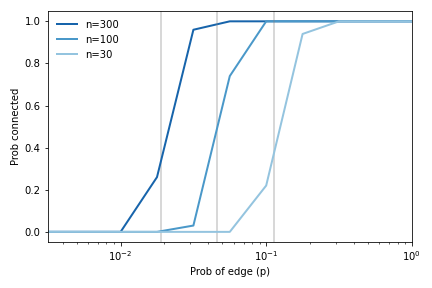 1.0
0.8
0.6
0.4
0.2
0.0
Prob connected
n=300
n=100
n=30
10⁻²
10⁻¹
10⁰
Prob of edge (p)